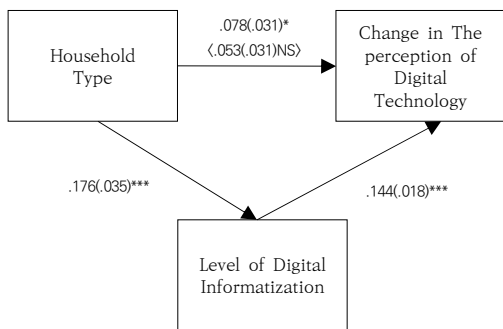 Household
Type
.078(.031)*
〈.053(.031)NS〉
Change in The
perception of
Digital
Technology
.176(.035)***
.144(.018)***
Level of Digital
Informatization